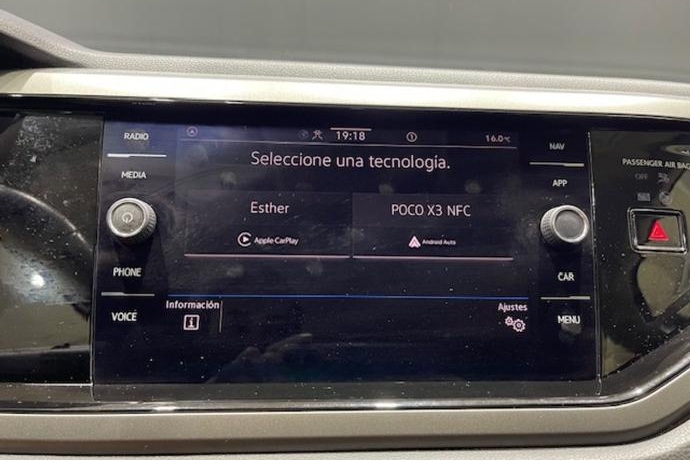 RADIO
19:18
16.0°C
NAV
Seleccione una tecnología.
MEDIA
APP
PASSENGER AIR BAG
OFF
Esther
POCO X3 NFC
Apple CarPlay
Android Auto
PHONE
CAR
Información
Ajustes
VOICE
MENU